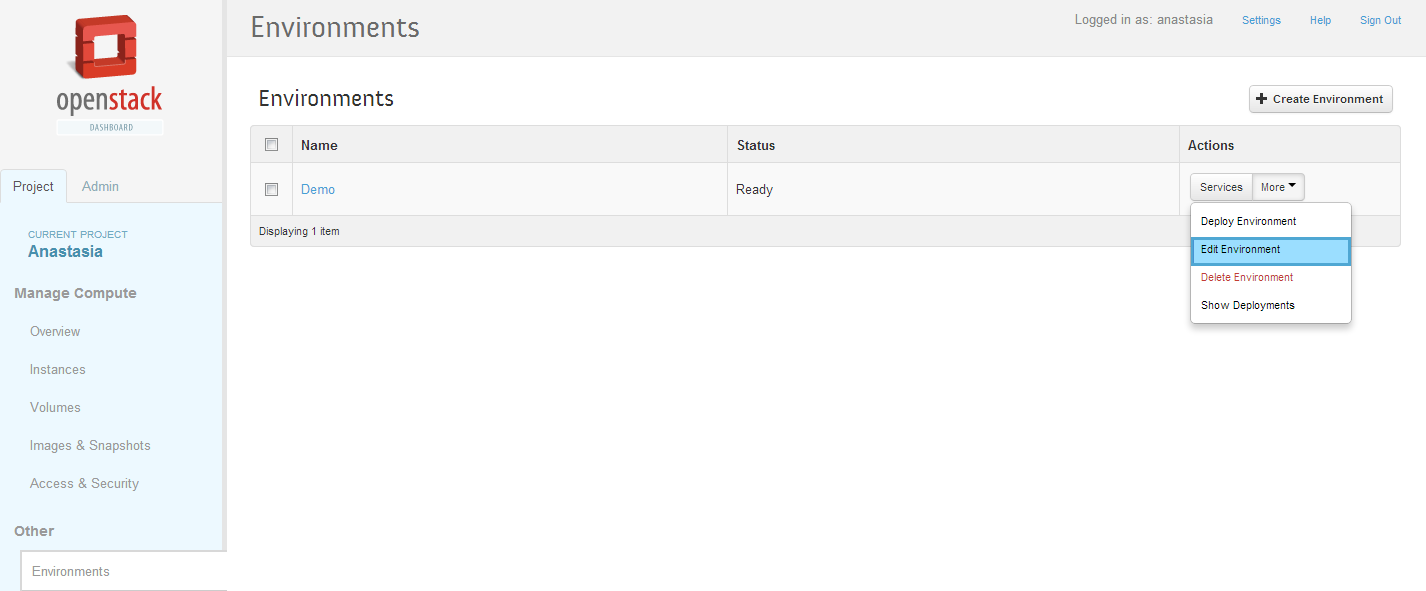 openstack
DASHBOARD
Project
Admin
CURRENT PROJECT
Anastasia
Manage Compute
Overview
Instances
Volumes
Images & Snapshots
Access & Security
Other
Environments
Environments
Logged in as: anastasia
Settings
Help
Sign Out
Environments
Create Environment
Name
Status
Actions
Demo
Ready
Services
More
Displaying 1 item
Deploy Environment
Edit Environment
Delete Environment
Show Deployments